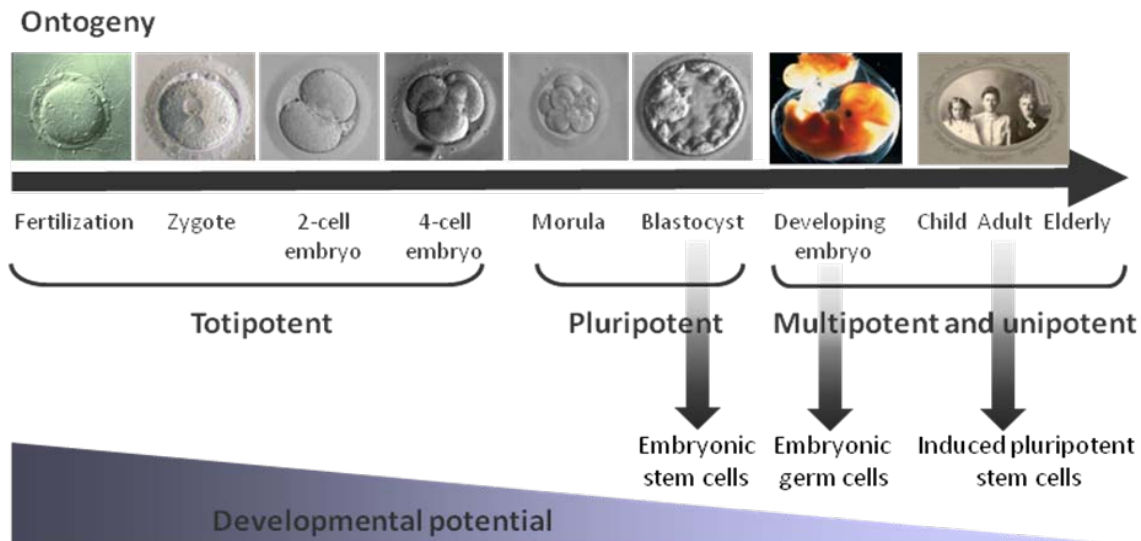 Ontogeny
Fertilization Zygote 2-cell 4-cell Morula Blastocyst Developing Child Adult Elderly
embryo embryo embryo
Totipotent Pluripotent Multipotent and unipotent
Embryonic Embryonic Induced pluripotent
stem cells germ cells stem cells
Developmental potential